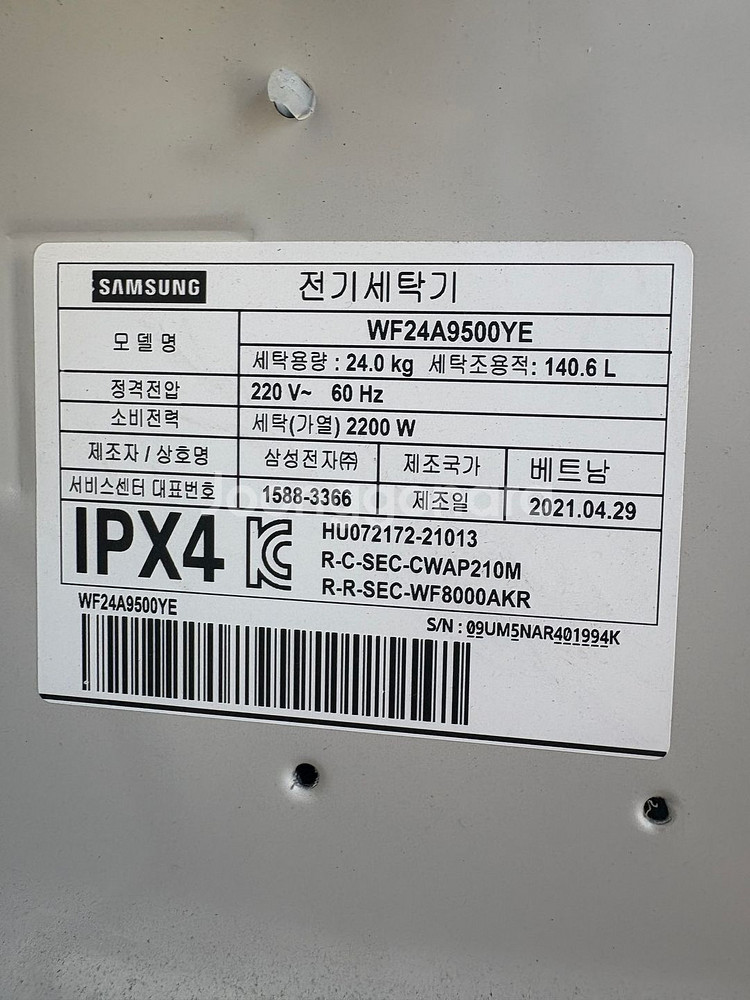 SAMSUNG 전기세탁기
모델명 WF24A9500YE
세탁용량 : 24.0 kg 세탁조용적: 140.6 L
정격전압 220 V~ 60 Hz
소비전력 세탁(가열) 2200 W
제조자 / 상호명 삼성전자㈜ 제조국가 베트남
서비스센터 대표번호 1588-3366 제조일 2021.04.29
IPX4
HU072172-21013
R-C-SEC-CWAP210M
R-R-SEC-WF8000AKR
WF24A9500YE
S/N : 09UM5NAR401994K